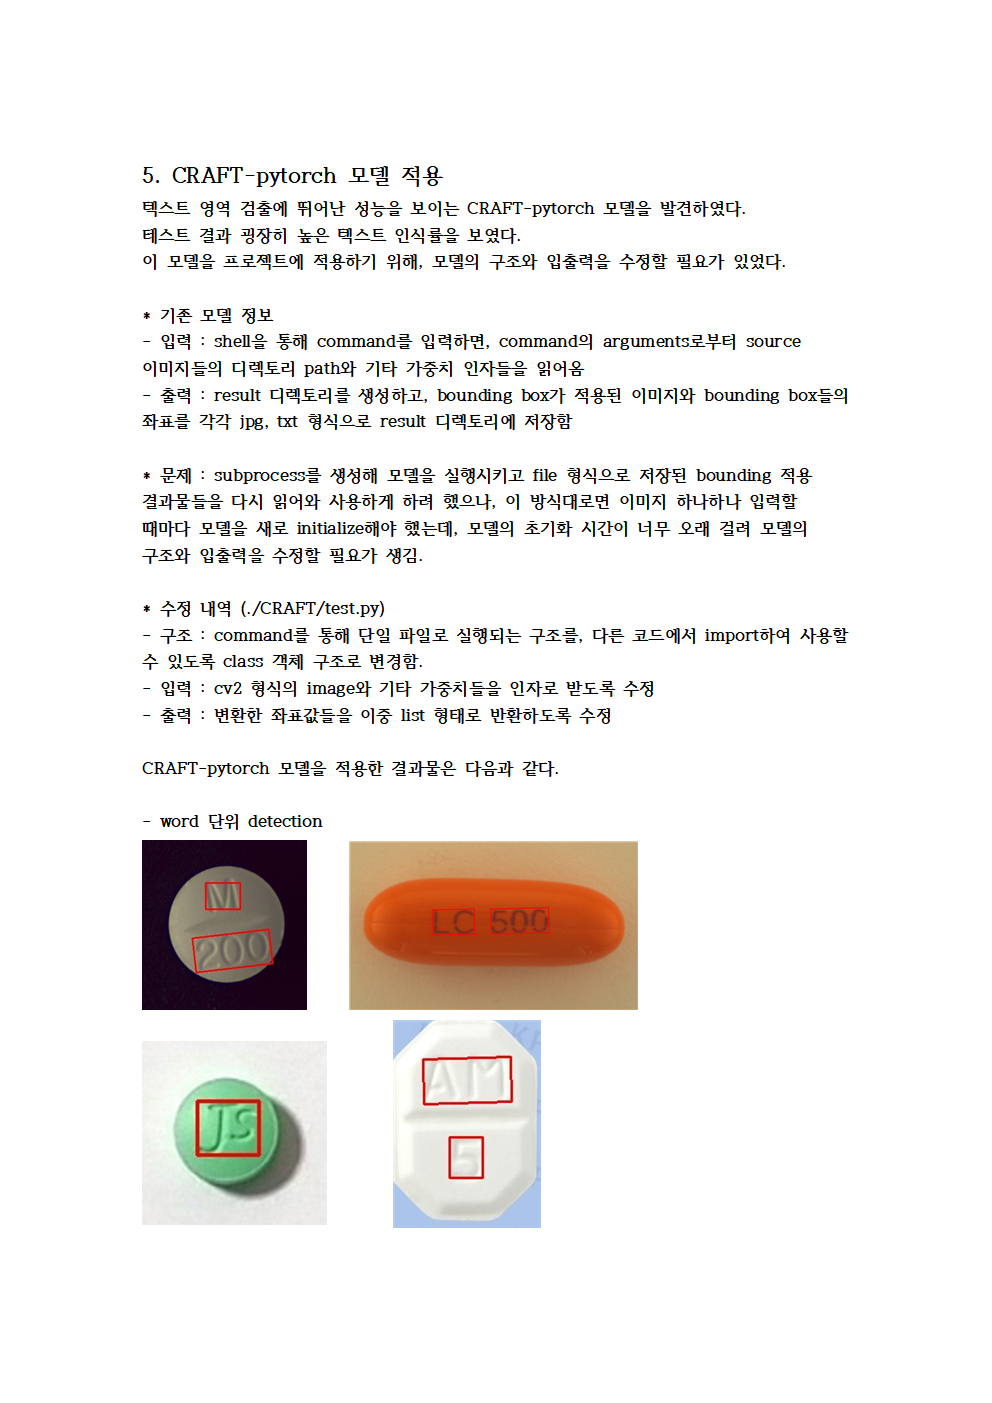 5. CRAFT-pytorch 모델 적용
텍스트 영역 검출에 뛰어난 성능을 보이는 CRAFT-pytorch 모델을 발견하였다.
테스트 결과 굉장히 높은 텍스트 인식률을 보였다.
이 모델을 프로젝트에 적용하기 위해, 모델의 구조와 입출력을 수정할 필요가 있었다.
* 기존 모델 정보
- 입력 : shell을 통해 command를 입력하면, command의 arguments로부터 source
이미지들의 디렉토리 path와 기타 가중치 인자들을 읽어옴
- 출력 : result 디렉토리를 생성하고, bounding box가 적용된 이미지와 bounding box들의
좌표를 각각 jpg, txt 형식으로 result 디렉토리에 저장함
* 문제 : subprocess를 생성해 모델을 실행시키고 file 형식으로 저장된 bounding 적용
결과물들을 다시 읽어와 사용하게 하려 했으나, 이 방식대로면 이미지 하나하나 입력할
때마다 모델을 새로 initialize해야 했는데, 모델의 초기화 시간이 너무 오래 걸려 모델의
구조와 입출력을 수정할 필요가 생김.
* 수정 내역 (./CRAFT/test.py)
- 구조 : command를 통해 단일 파일로 실행되는 구조를, 다른 코드에서 import하여 사용할
수 있도록 class 객체 구조로 변경함.
- 입력 : cv2 형식의 image와 기타 가중치들을 인자로 받도록 수정
- 출력 : 변환한 좌표값들을 이중 list 형태로 반환하도록 수정
CRAFT-pytorch 모델을 적용한 결과물은 다음과 같다.
- word 단위 detection
M
200
LC 500
JS
AM
5